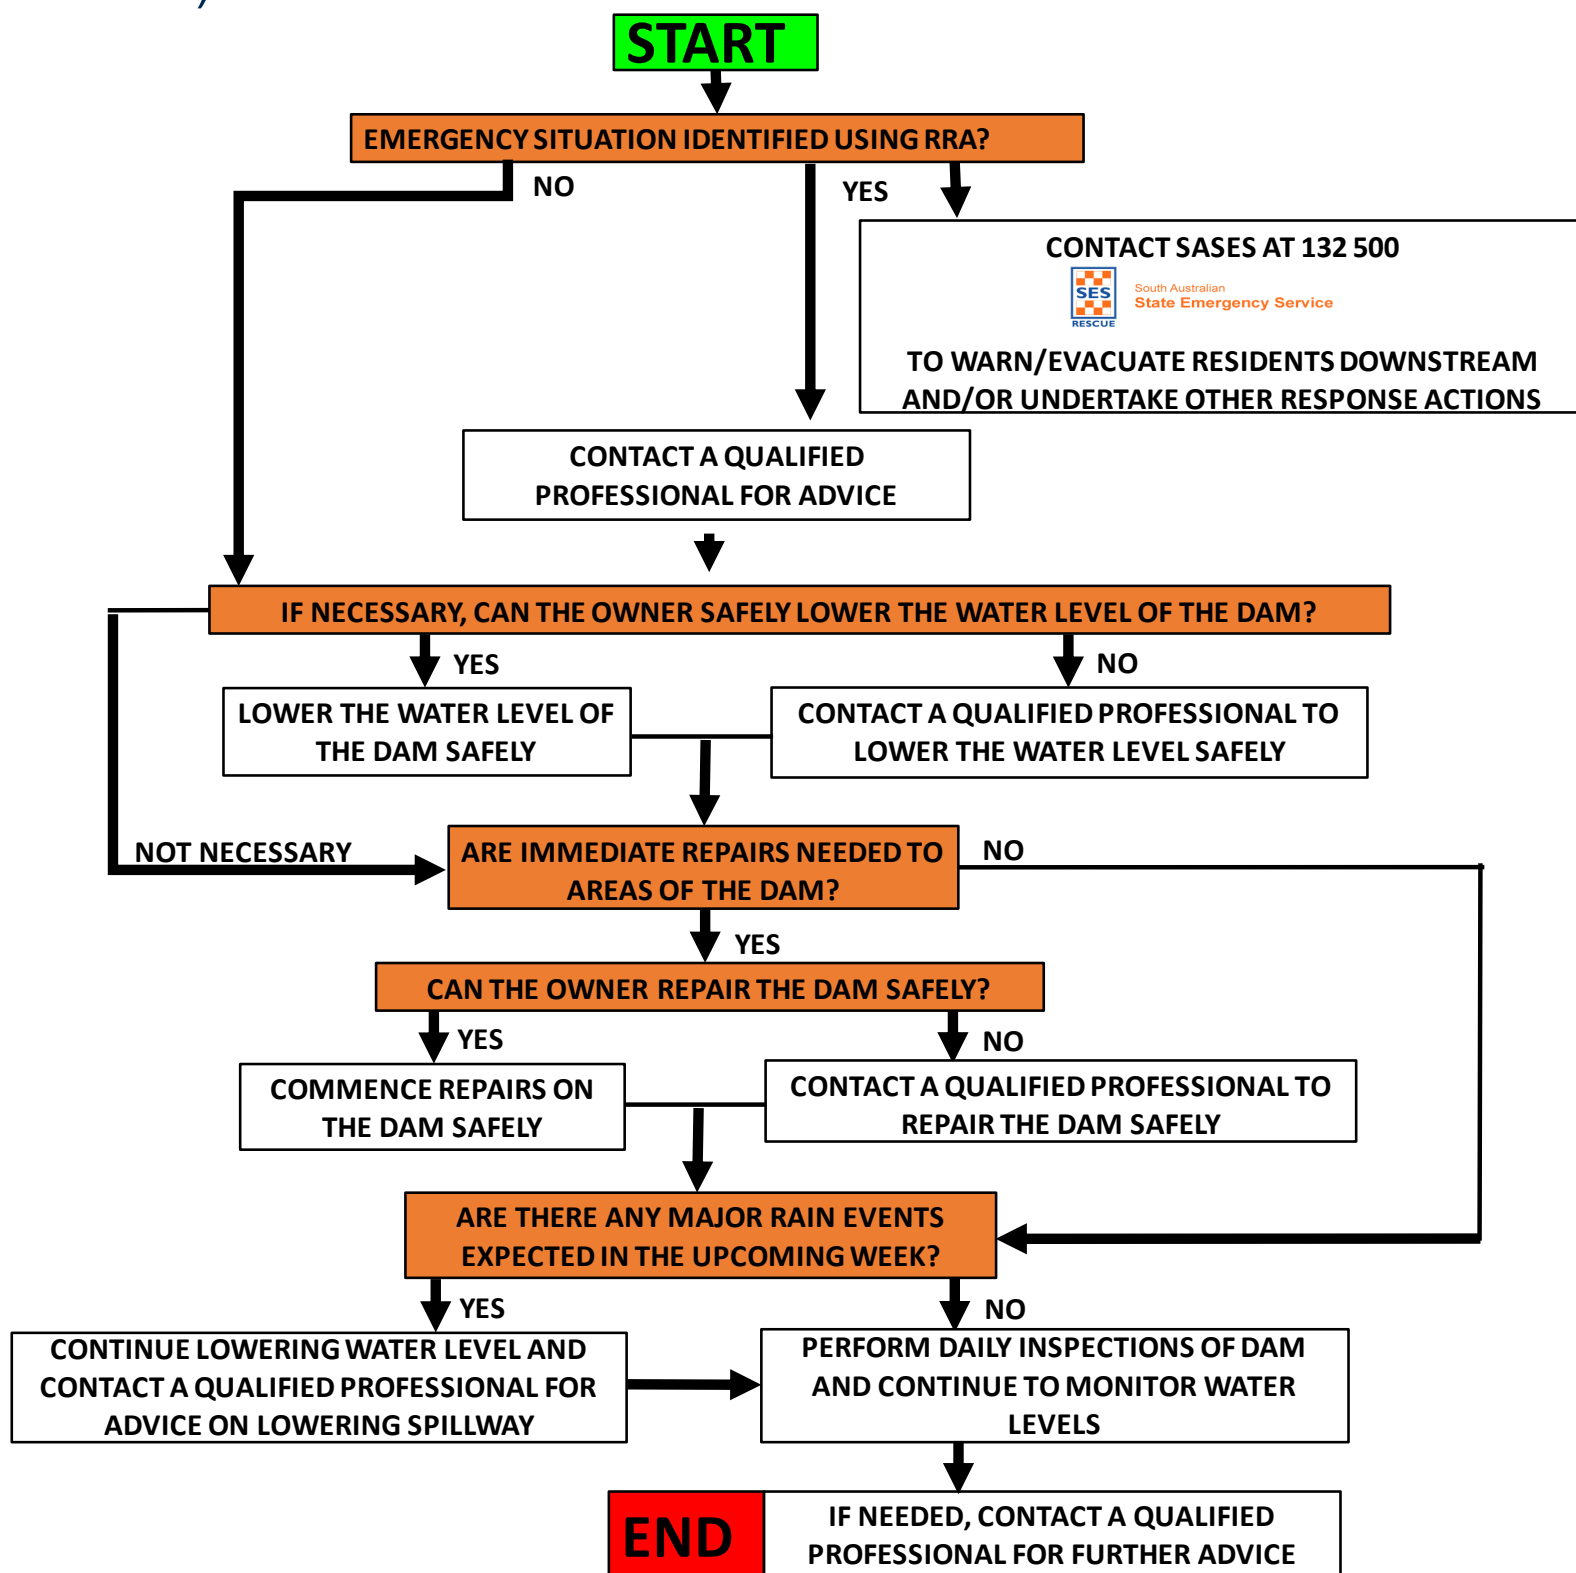 START
EMERGENCY SITUATION IDENTIFIED USING RRA?
NO
YES
CONTACT SASES AT 132 500
SES
RESCUE
South Australian
State Emergency Service
TO WARN/EVACUATE RESIDENTS DOWNSTREAM
AND/OR UNDERTAKE OTHER RESPONSE ACTIONS
CONTACT A QUALIFIED
PROFESSIONAL FOR ADVICE
IF NECESSARY, CAN THE OWNER SAFELY LOWER THE WATER LEVEL OF THE DAM?
YES
NO
LOWER THE WATER LEVEL OF
THE DAM SAFELY
CONTACT A QUALIFIED PROFESSIONAL TO
LOWER THE WATER LEVEL SAFELY
NOT NECESSARY
ARE IMMEDIATE REPAIRS NEEDED TO
AREAS OF THE DAM?
NO
YES
CAN THE OWNER REPAIR THE DAM SAFELY?
YES
NO
COMMENCE REPAIRS ON
THE DAM SAFELY
CONTACT A QUALIFIED PROFESSIONAL TO
REPAIR THE DAM SAFELY
ARE THERE ANY MAJOR RAIN EVENTS
EXPECTED IN THE UPCOMING WEEK?
YES
NO
CONTINUE LOWERING WATER LEVEL AND
CONTACT A QUALIFIED PROFESSIONAL FOR
ADVICE ON LOWERING SPILLWAY
PERFORM DAILY INSPECTIONS OF DAM
AND CONTINUE TO MONITOR WATER
LEVELS
END
IF NEEDED, CONTACT A QUALIFIED
PROFESSIONAL FOR FURTHER ADVICE